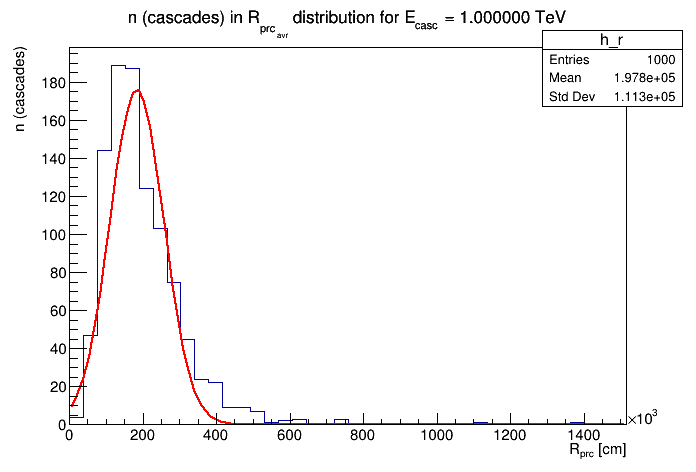 n (cascades) in R_prc_avr distribution for E_casc = 1.000000 TeV
h_r
Entries 1000
Mean 1.978e+05
Std Dev 1.113e+05
n (cascades)
180
160
140
120
100
80
60
40
20
0
0 200 400 600 800 1000 1200 1400
×10³
R_prc [cm]